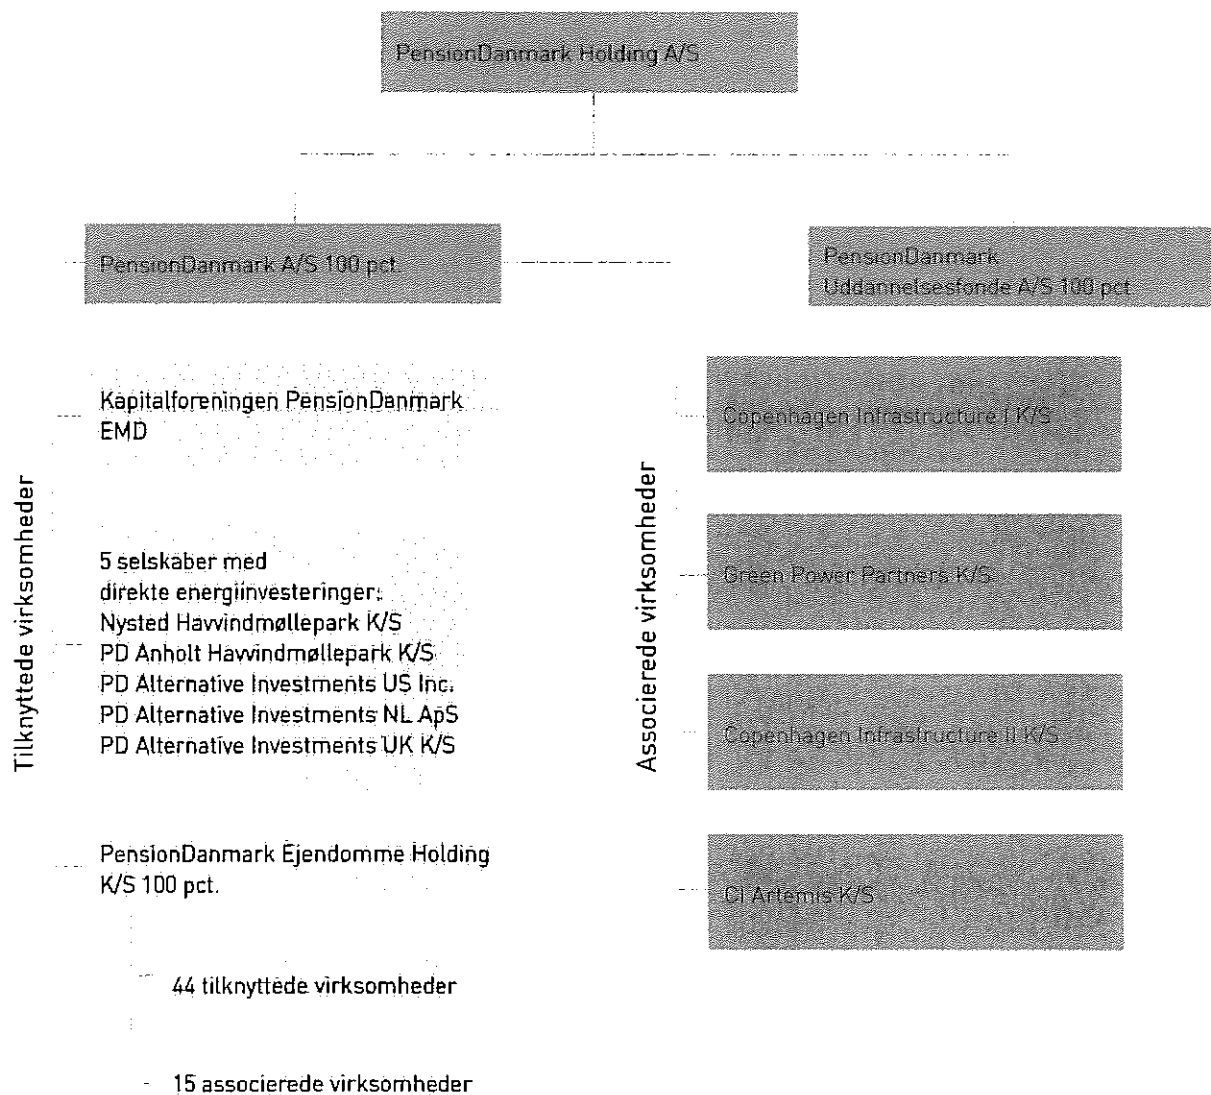 PensionDanmark Holding A/S
PensionDanmark A/S 100 pct.
PensionDanmark
Uddannelsesfonde A/S 100 pct.
Tilknyttede virksomheder
Kapitalforeningen PensionDanmark
EMD
5 selskaber med
direkte energiinvesteringer:
Nysted Havvindmøllepark K/S
PD Anholt Havvindmøllepark K/S
PD Alternative Investments US Inc.
PD Alternative Investments NL ApS
PD Alternative Investments UK K/S
PensionDanmark Ejendomme Holding
K/S 100 pct.
44 tilknyttede virksomheder
15 associerede virksomheder
Associerede virksomheder
Copenhagen Infrastructure I K/S
Green Power Partners K/S
Copenhagen Infrastructure II K/S
CI Artemis K/S